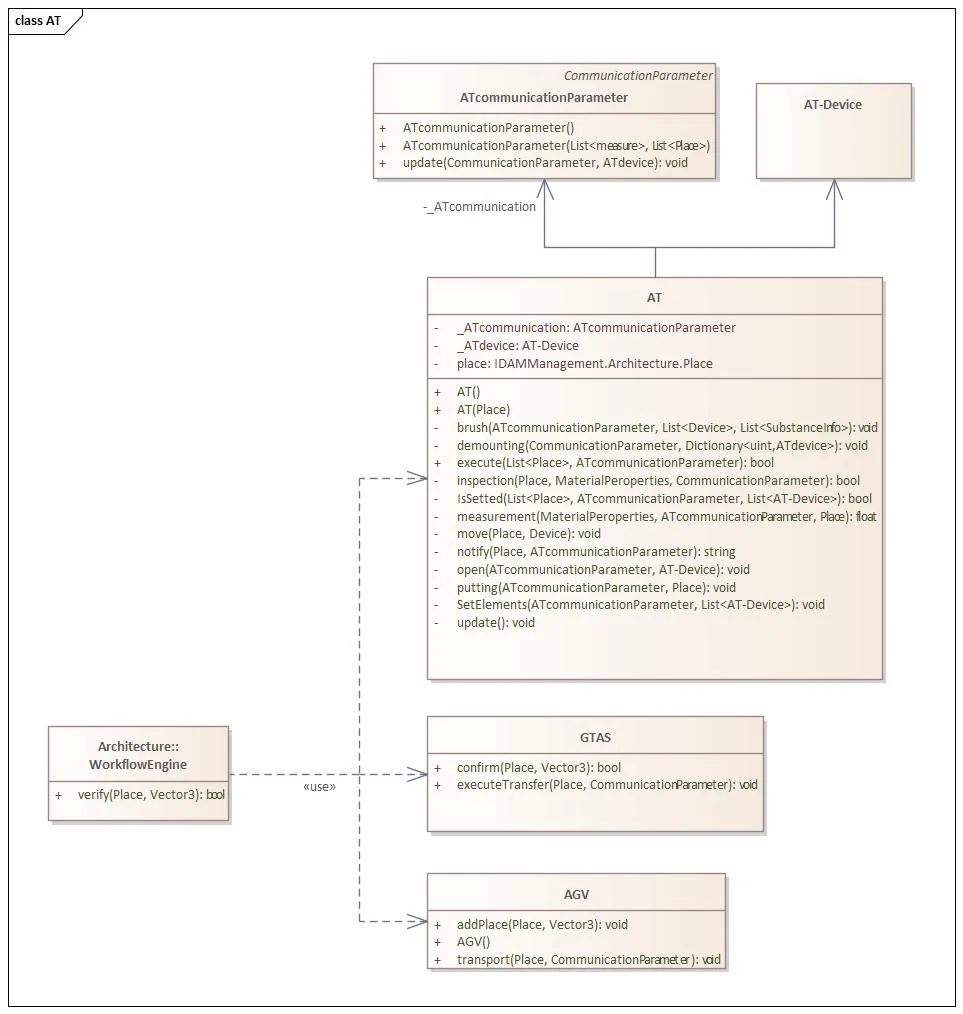 class AT
CommunicationParameter
ATcommunicationParameter
+ ATcommunicationParameter()
+ ATcommunicationParameter(List<measure>, List<Place>)
+ update(CommunicationParameter, ATdevice): void
AT-Device
-_ATcommunication
AT
- _ATcommunication: ATcommunicationParameter
- _ATdevice: AT-Device
- place: IDAMManagement.Architecture.Place
+ AT()
+ AT(Place)
- brush(ATcommunicationParameter, List<Device>, List<SubstanceInfo>): void
- demounting(CommunicationParameter, Dictionary<uint,ATdevice>): void
+ execute(List<Place>, ATcommunicationParameter): bool
- inspection(Place, MaterialPeroperties, CommunicationParameter): bool
- IsSetted(List<Place>, ATcommunicationParameter, List<AT-Device>): bool
- measurement(MaterialPeroperties, ATcommunicationParameter, Place): float
- move(Place, Device): void
- notify(Place, ATcommunicationParameter): string
- open(ATcommunicationParameter, AT-Device): void
- putting(ATcommunicationParameter, Place): void
- SetElements(ATcommunicationParameter, List<AT-Device>): void
- update(): void
Architecture::
WorkflowEngine
+ verify(Place, Vector3): bool
«use»
GTAS
+ confirm(Place, Vector3): bool
+ executeTransfer(Place, CommunicationParameter): void
AGV
+ addPlace(Place, Vector3): void
+ AGV()
+ transport(Place, CommunicationParameter): void